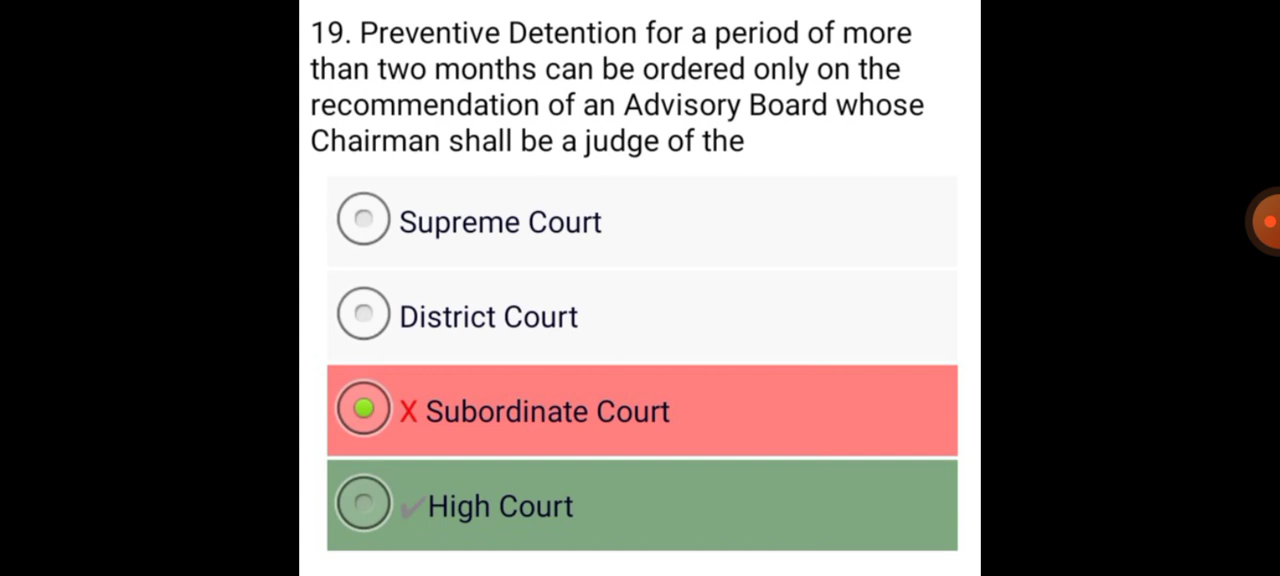 19. Preventive Detention for a period of more
than two months can be ordered only on the
recommendation of an Advisory Board whose
Chairman shall be a judge of the
Supreme Court
District Court
X Subordinate Court
✔High Court